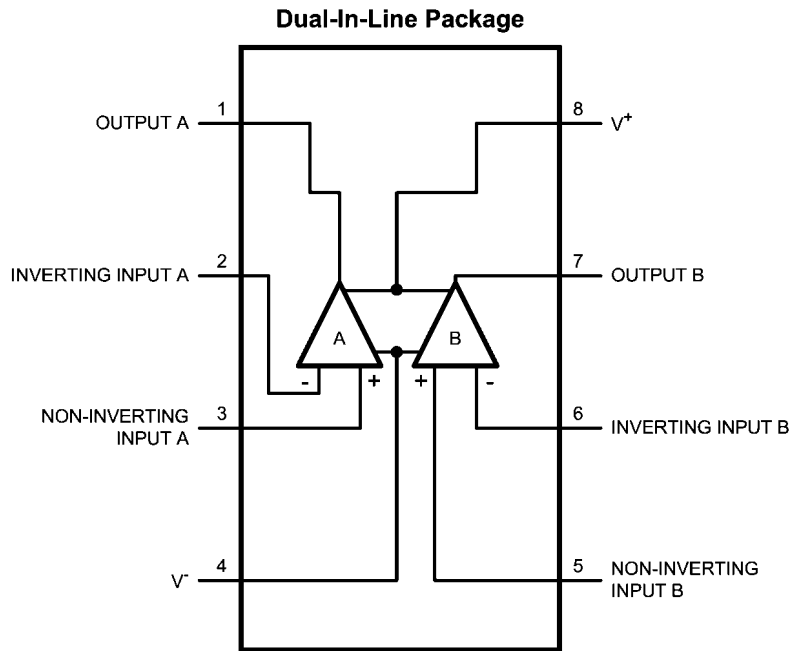 Dual-In-Line Package
1
OUTPUT A
8
V⁺
2
INVERTING INPUT A
7
OUTPUT B
A
B
-
+
+
-
3
NON-INVERTING
INPUT A
6
INVERTING INPUT B
4
V⁻
5
NON-INVERTING
INPUT B